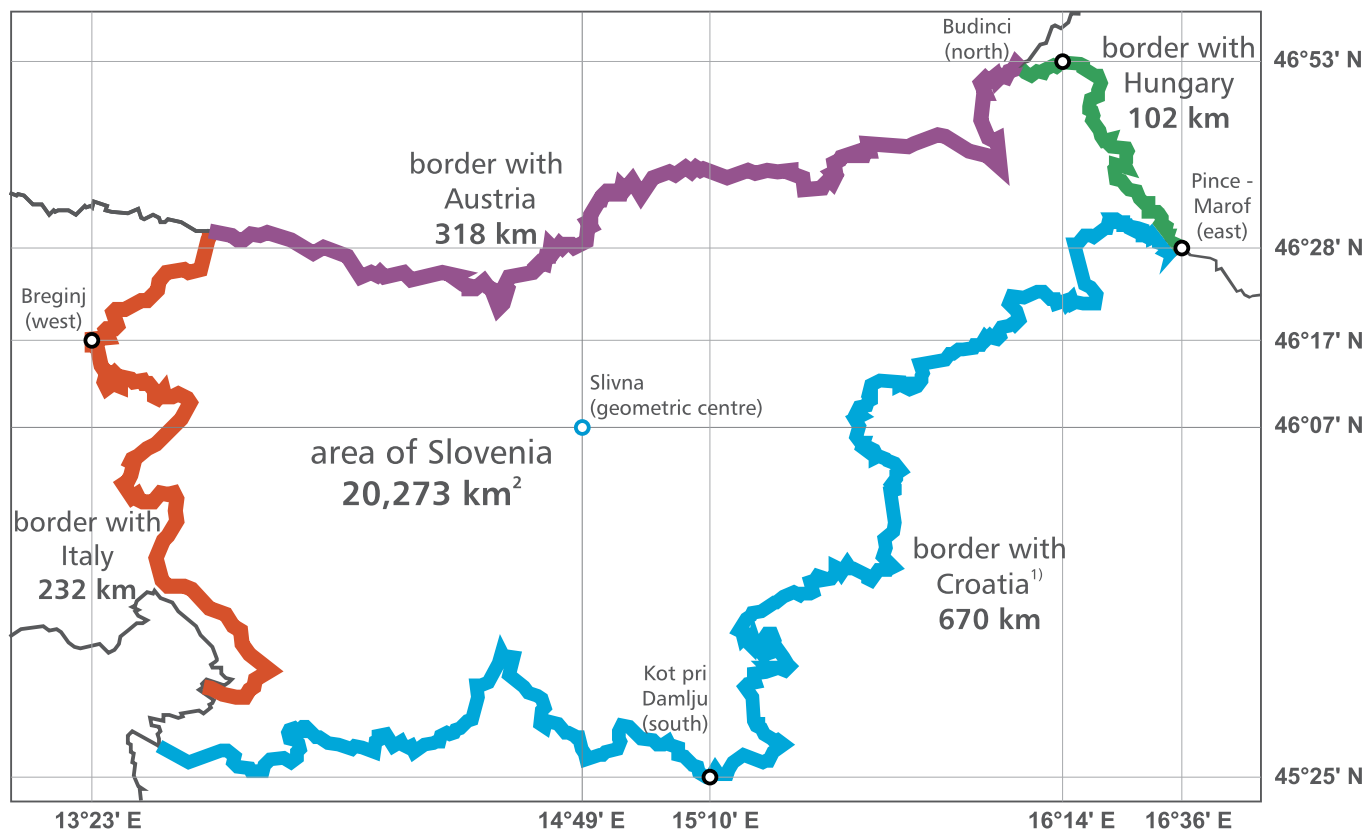 Budinci
(north)
border with
Hungary
102 km
46°53' N
border with
Austria
318 km
Pince -
Marof
(east)
46°28' N
Breginj
(west)
46°17' N
Slivna
(geometric centre)
46°07' N
area of Slovenia
20,273 km²
border with
Italy
232 km
border with
Croatia¹⁾
670 km
Kot pri
Damlju
(south)
45°25' N
13°23' E
14°49' E
15°10' E
16°14' E
16°36' E